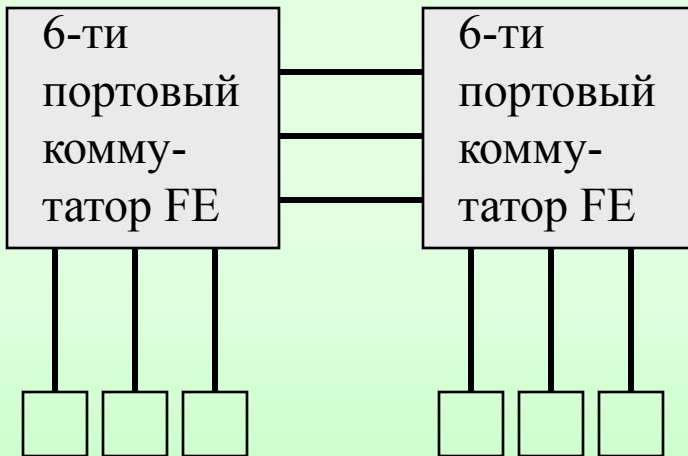 6-ти
портовый
комму-
татор FE
6-ти
портовый
комму-
татор FE